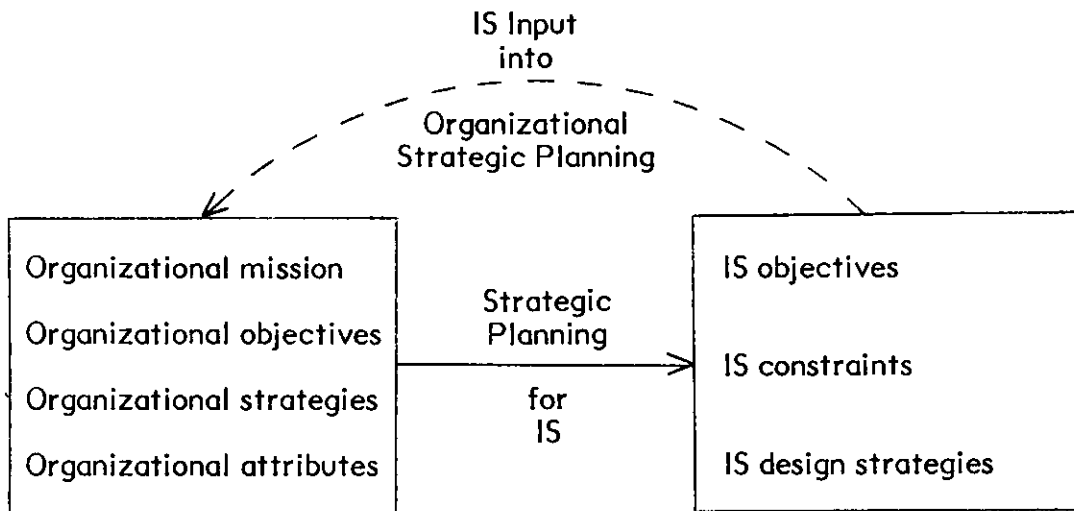 IS Input
into
Organizational
Strategic Planning
Organizational mission
Organizational objectives
Organizational strategies
Organizational attributes
Strategic
Planning
for
IS
IS objectives
IS constraints
IS design strategies